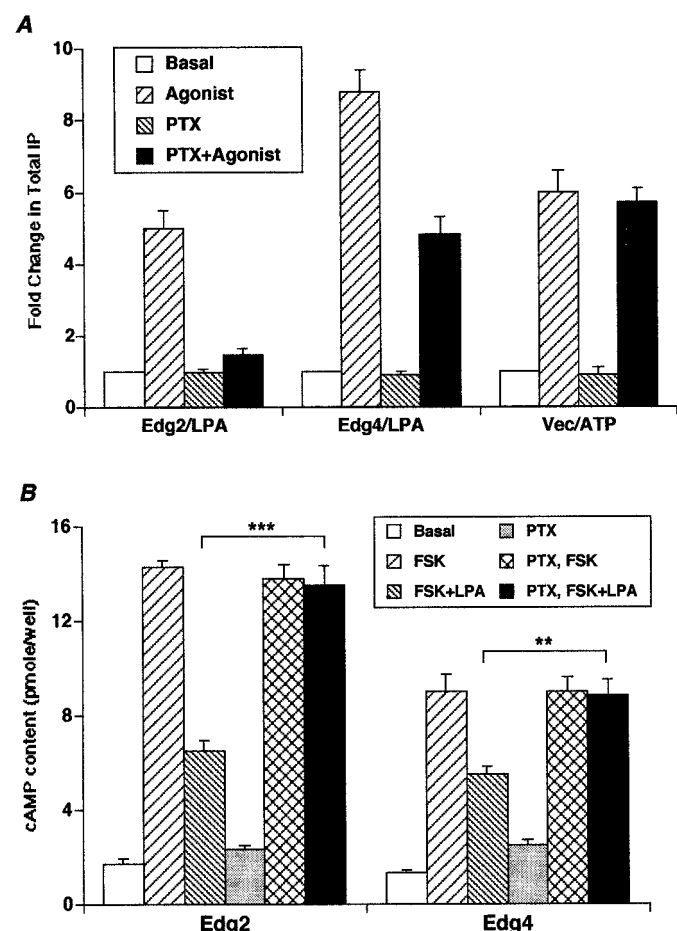 A
Fold Change in Total IP
10
8
6
4
2
0
Basal
Agonist
PTX
PTX+Agonist
Edg2/LPA Edg4/LPA Vec/ATP
B
cAMP content (pmole/well)
16
12
8
4
0
***
**
Basal PTX
FSK PTX, FSK
FSK+LPA PTX, FSK+LPA
Edg2 Edg4